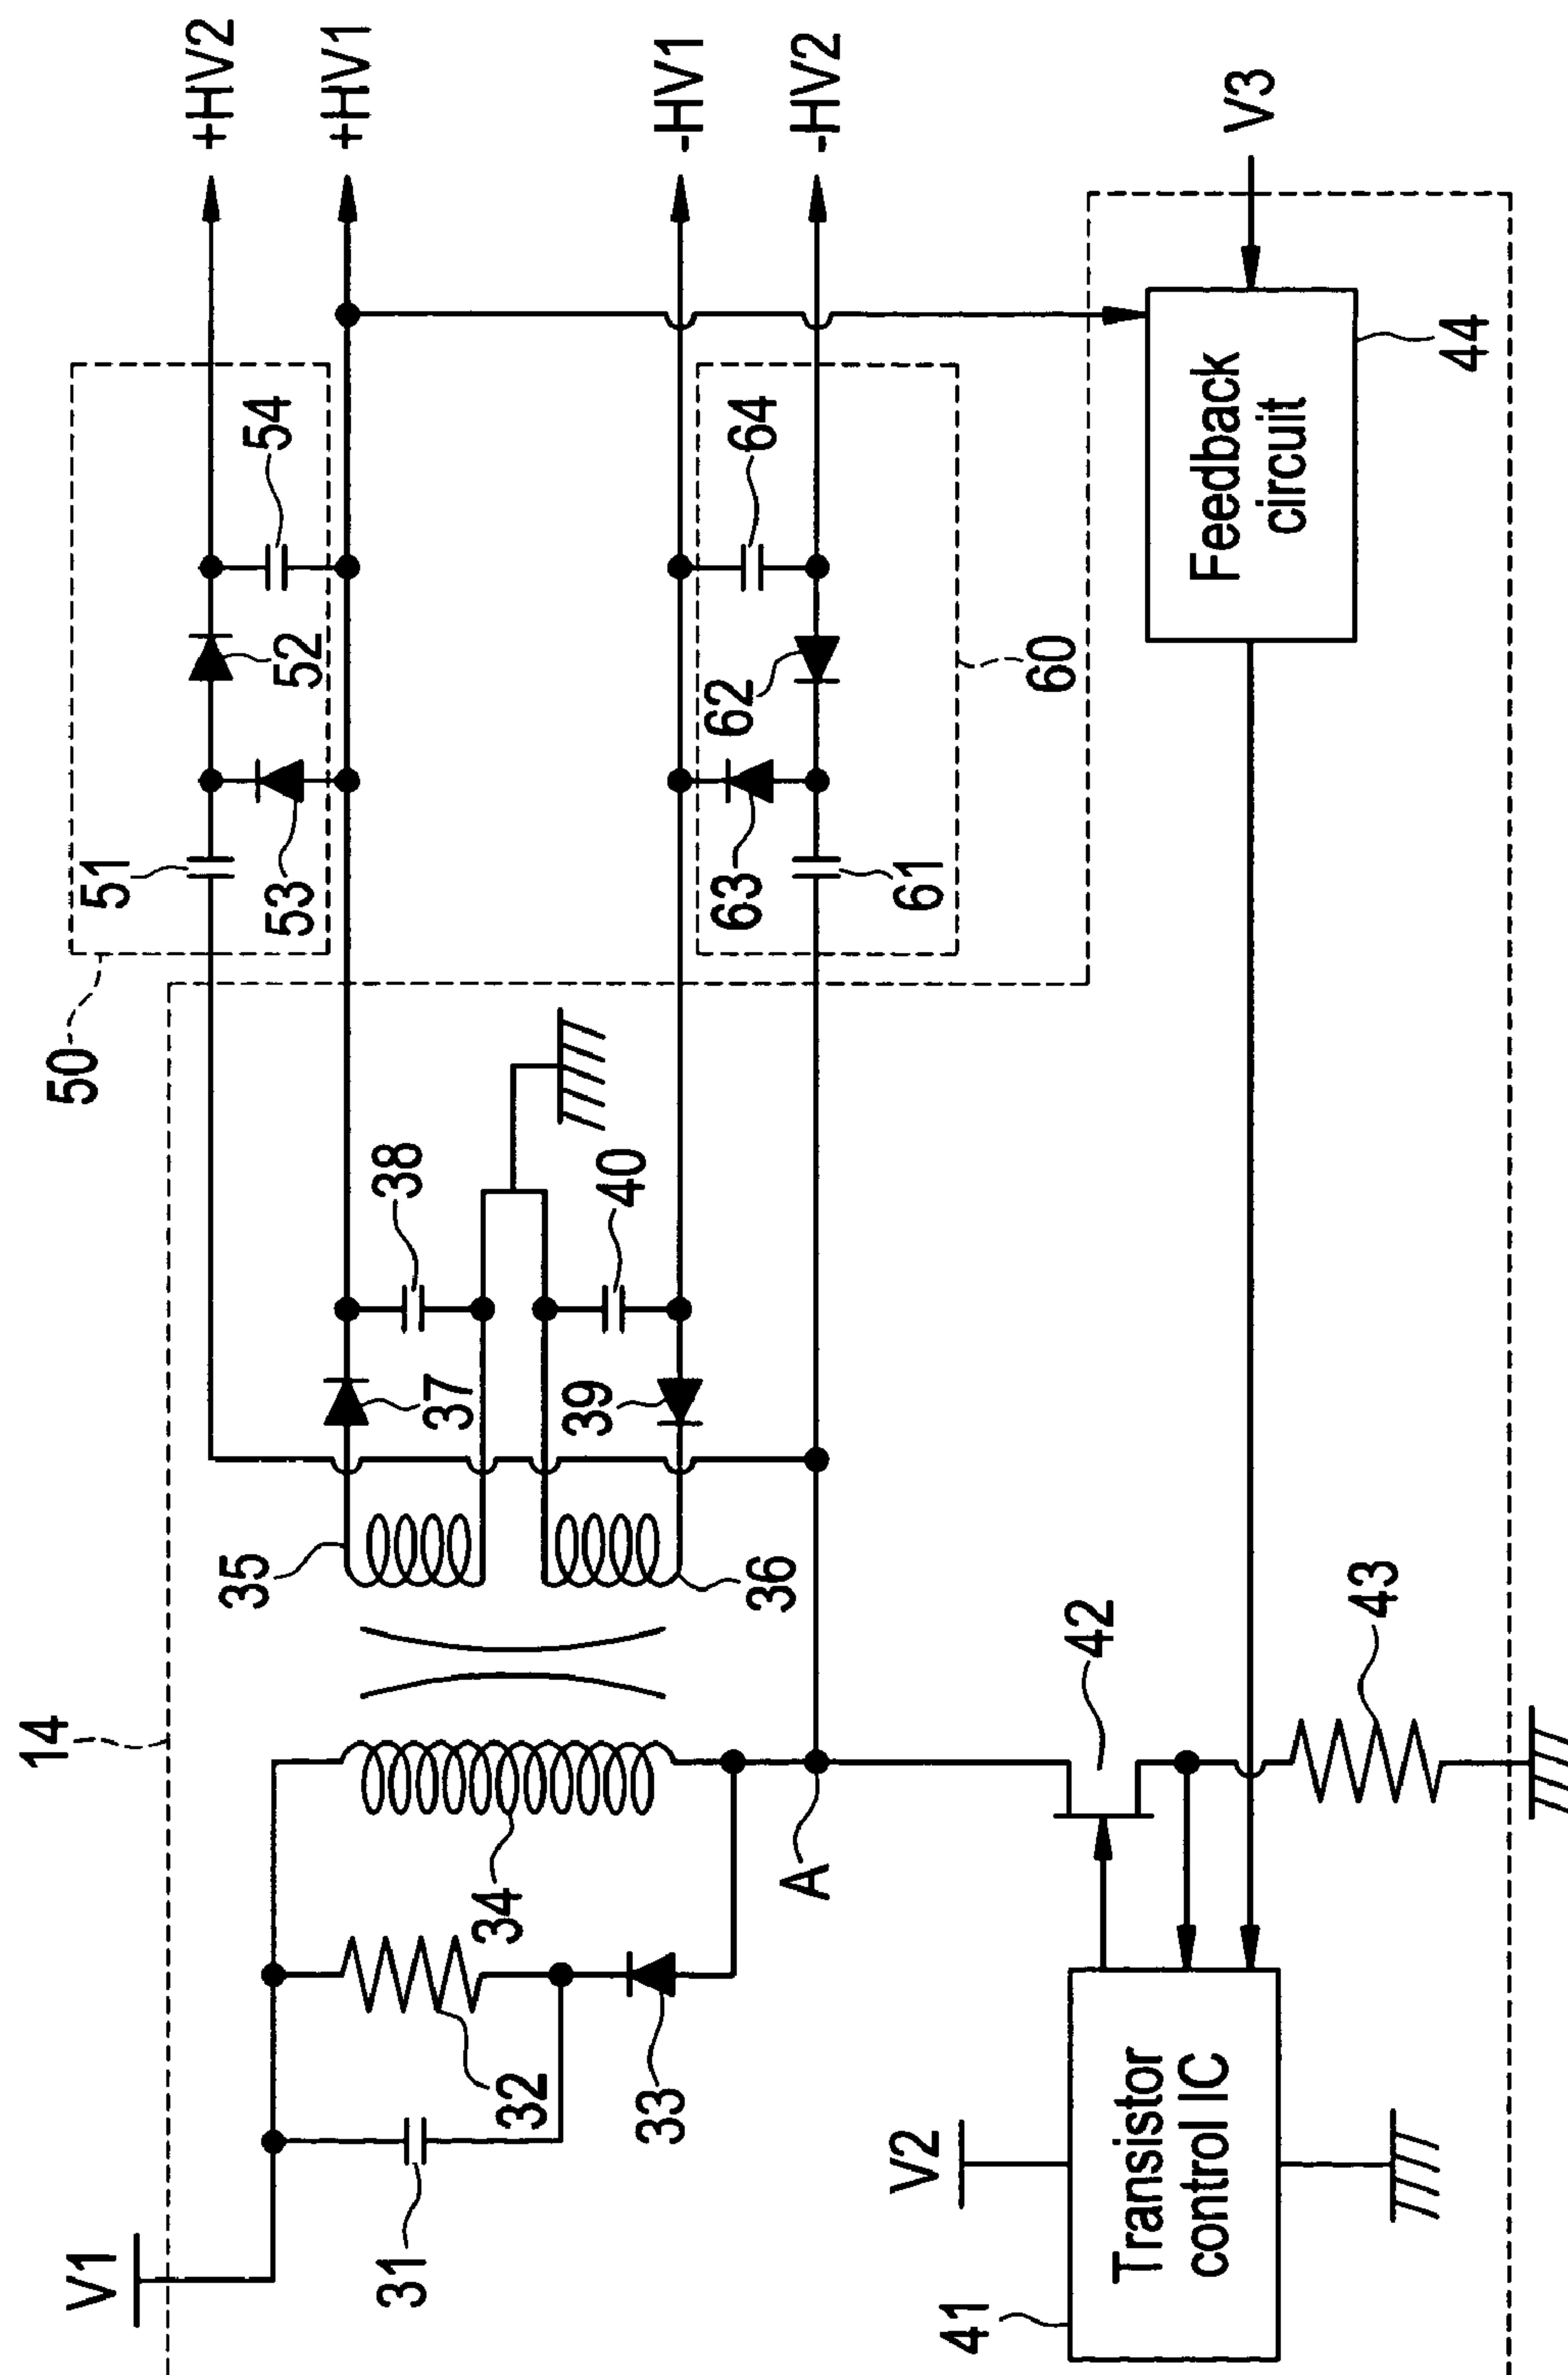 14
50
+HV2
+HV1
-HV1
-HV2
V3
V1
51
53
52
54
63
61
62
64
60
35
36
37
38
39
40
31
32
33
34
A
V2
41
Transistor
control IC
42
43
Feedback
circuit
44